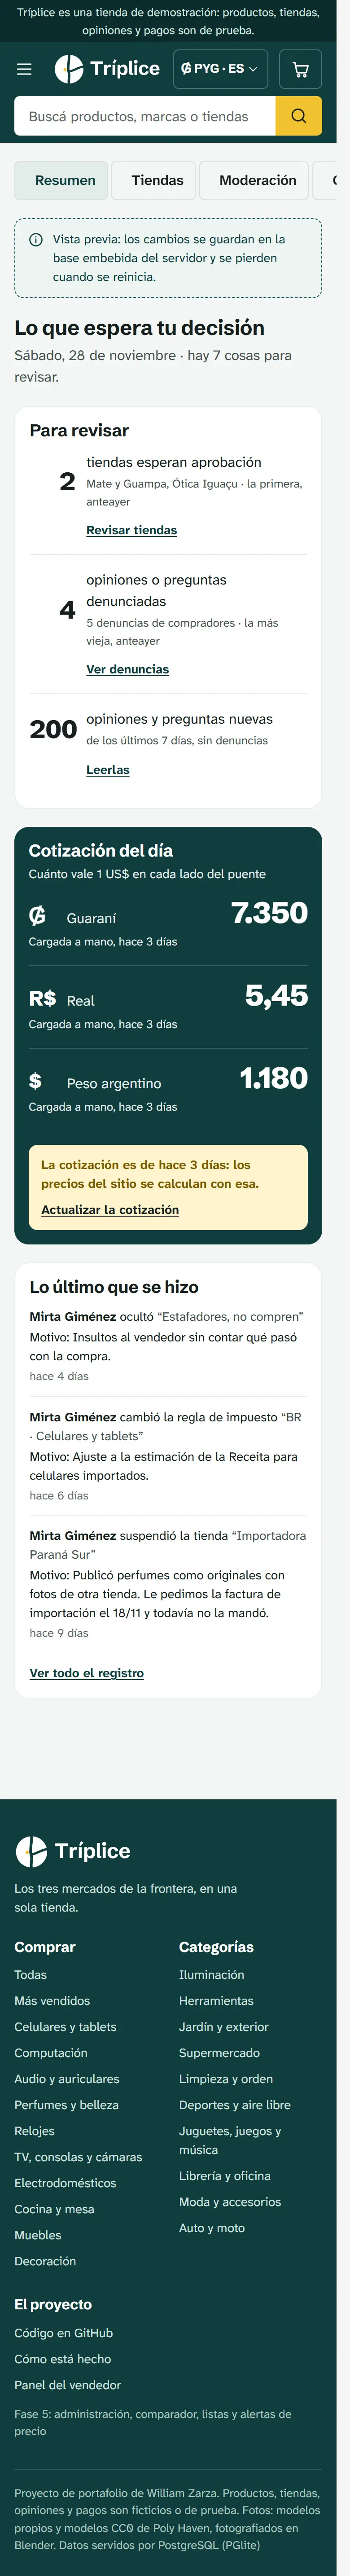 Tríplice es una tienda de demostración: productos, tiendas,
opiniones y pagos son de prueba.
Tríplice
₲ PYG · ES
Buscá productos, marcas o tiendas
Resumen
Tiendas
Moderación
Vista previa: los cambios se guardan en la
base embebida del servidor y se pierden
cuando se reinicia.
Lo que espera tu decisión
Sábado, 28 de noviembre · hay 7 cosas para
revisar.
Para revisar
2
tiendas esperan aprobación
Mate y Guampa, Ótica Iguaçu · la primera,
anteayer
Revisar tiendas
4
opiniones o preguntas
denunciadas
5 denuncias de compradores · la más
vieja, anteayer
Ver denuncias
200
opiniones y preguntas nuevas
de los últimos 7 días, sin denuncias
Leerlas
Cotización del día
Cuánto vale 1 US$ en cada lado del puente
₲ Guaraní 7.350
Cargada a mano, hace 3 días
R$ Real 5,45
Cargada a mano, hace 3 días
$ Peso argentino 1.180
Cargada a mano, hace 3 días
La cotización es de hace 3 días: los
precios del sitio se calculan con esa.
Actualizar la cotización
Lo último que se hizo
Mirta Giménez ocultó “Estafadores, no compren”
Motivo: Insultos al vendedor sin contar qué pasó
con la compra.
hace 4 días
Mirta Giménez cambió la regla de impuesto “BR
· Celulares y tablets”
Motivo: Ajuste a la estimación de la Receita para
celulares importados.
hace 6 días
Mirta Giménez suspendió la tienda “Importadora
Paraná Sur”
Motivo: Publicó perfumes como originales con
fotos de otra tienda. Le pedimos la factura de
importación el 18/11 y todavía no la mandó.
hace 9 días
Ver todo el registro
Tríplice
Los tres mercados de la frontera, en una
sola tienda.
Comprar
Todas
Más vendidos
Celulares y tablets
Computación
Audio y auriculares
Perfumes y belleza
Relojes
TV, consolas y cámaras
Electrodomésticos
Cocina y mesa
Muebles
Decoración
Categorías
Iluminación
Herramientas
Jardín y exterior
Supermercado
Limpieza y orden
Deportes y aire libre
Juguetes, juegos y
música
Librería y oficina
Moda y accesorios
Auto y moto
El proyecto
Código en GitHub
Cómo está hecho
Panel del vendedor
Fase 5: administración, comparador, listas y alertas de
precio
Proyecto de portafolio de William Zarza. Productos, tiendas,
opiniones y pagos son ficticios o de prueba. Fotos: modelos
propios y modelos CC0 de Poly Haven, fotografiados en
Blender. Datos servidos por PostgreSQL (PGlite)